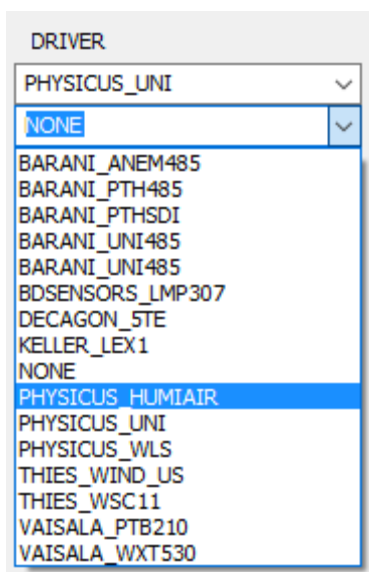 DRIVER
PHYSICUS_UNI
NONE
BARANI_ANEM485
BARANI_PTH485
BARANI_PTHSDI
BARANI_UNI485
BARANI_UNI485
BDSENSORS_LMP307
DECAGON_5TE
KELLER_LEX1
NONE
PHYSICUS_HUMIAIR
PHYSICUS_UNI
PHYSICUS_WLS
THIES_WIND_US
THIES_WSC11
VAISALA_PTB210
VAISALA_WXT530